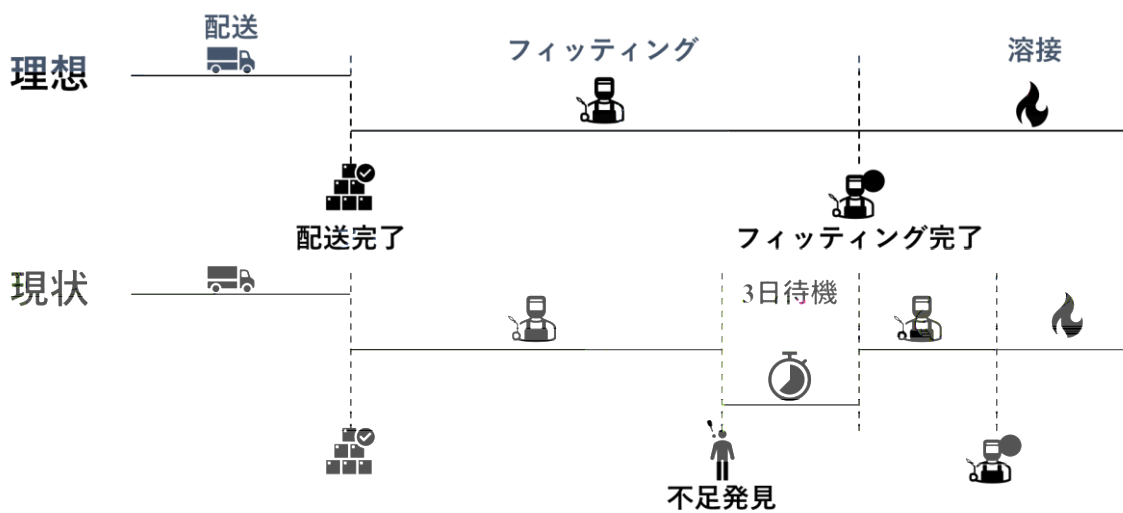 配送
フィッティング
溶接
理想
配送完了
フィッティング完了
現状
3日待機
不足発見